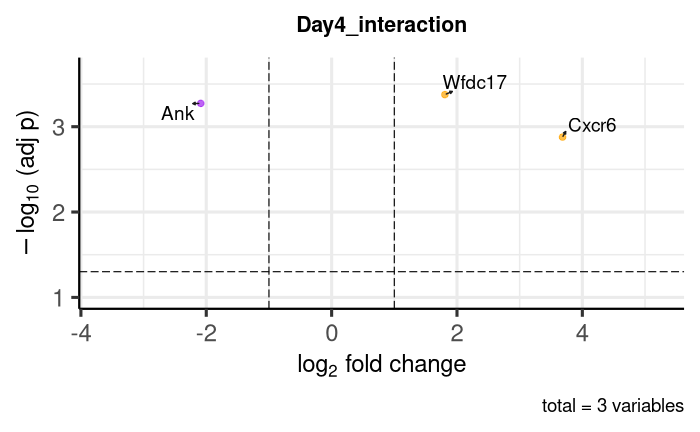 Day4_interaction
Wfdc17
Ank
Cxcr6
− log₁₀ (adj p)
3
2
1
-4 -2 0 2 4
log₂ fold change
total = 3 variables